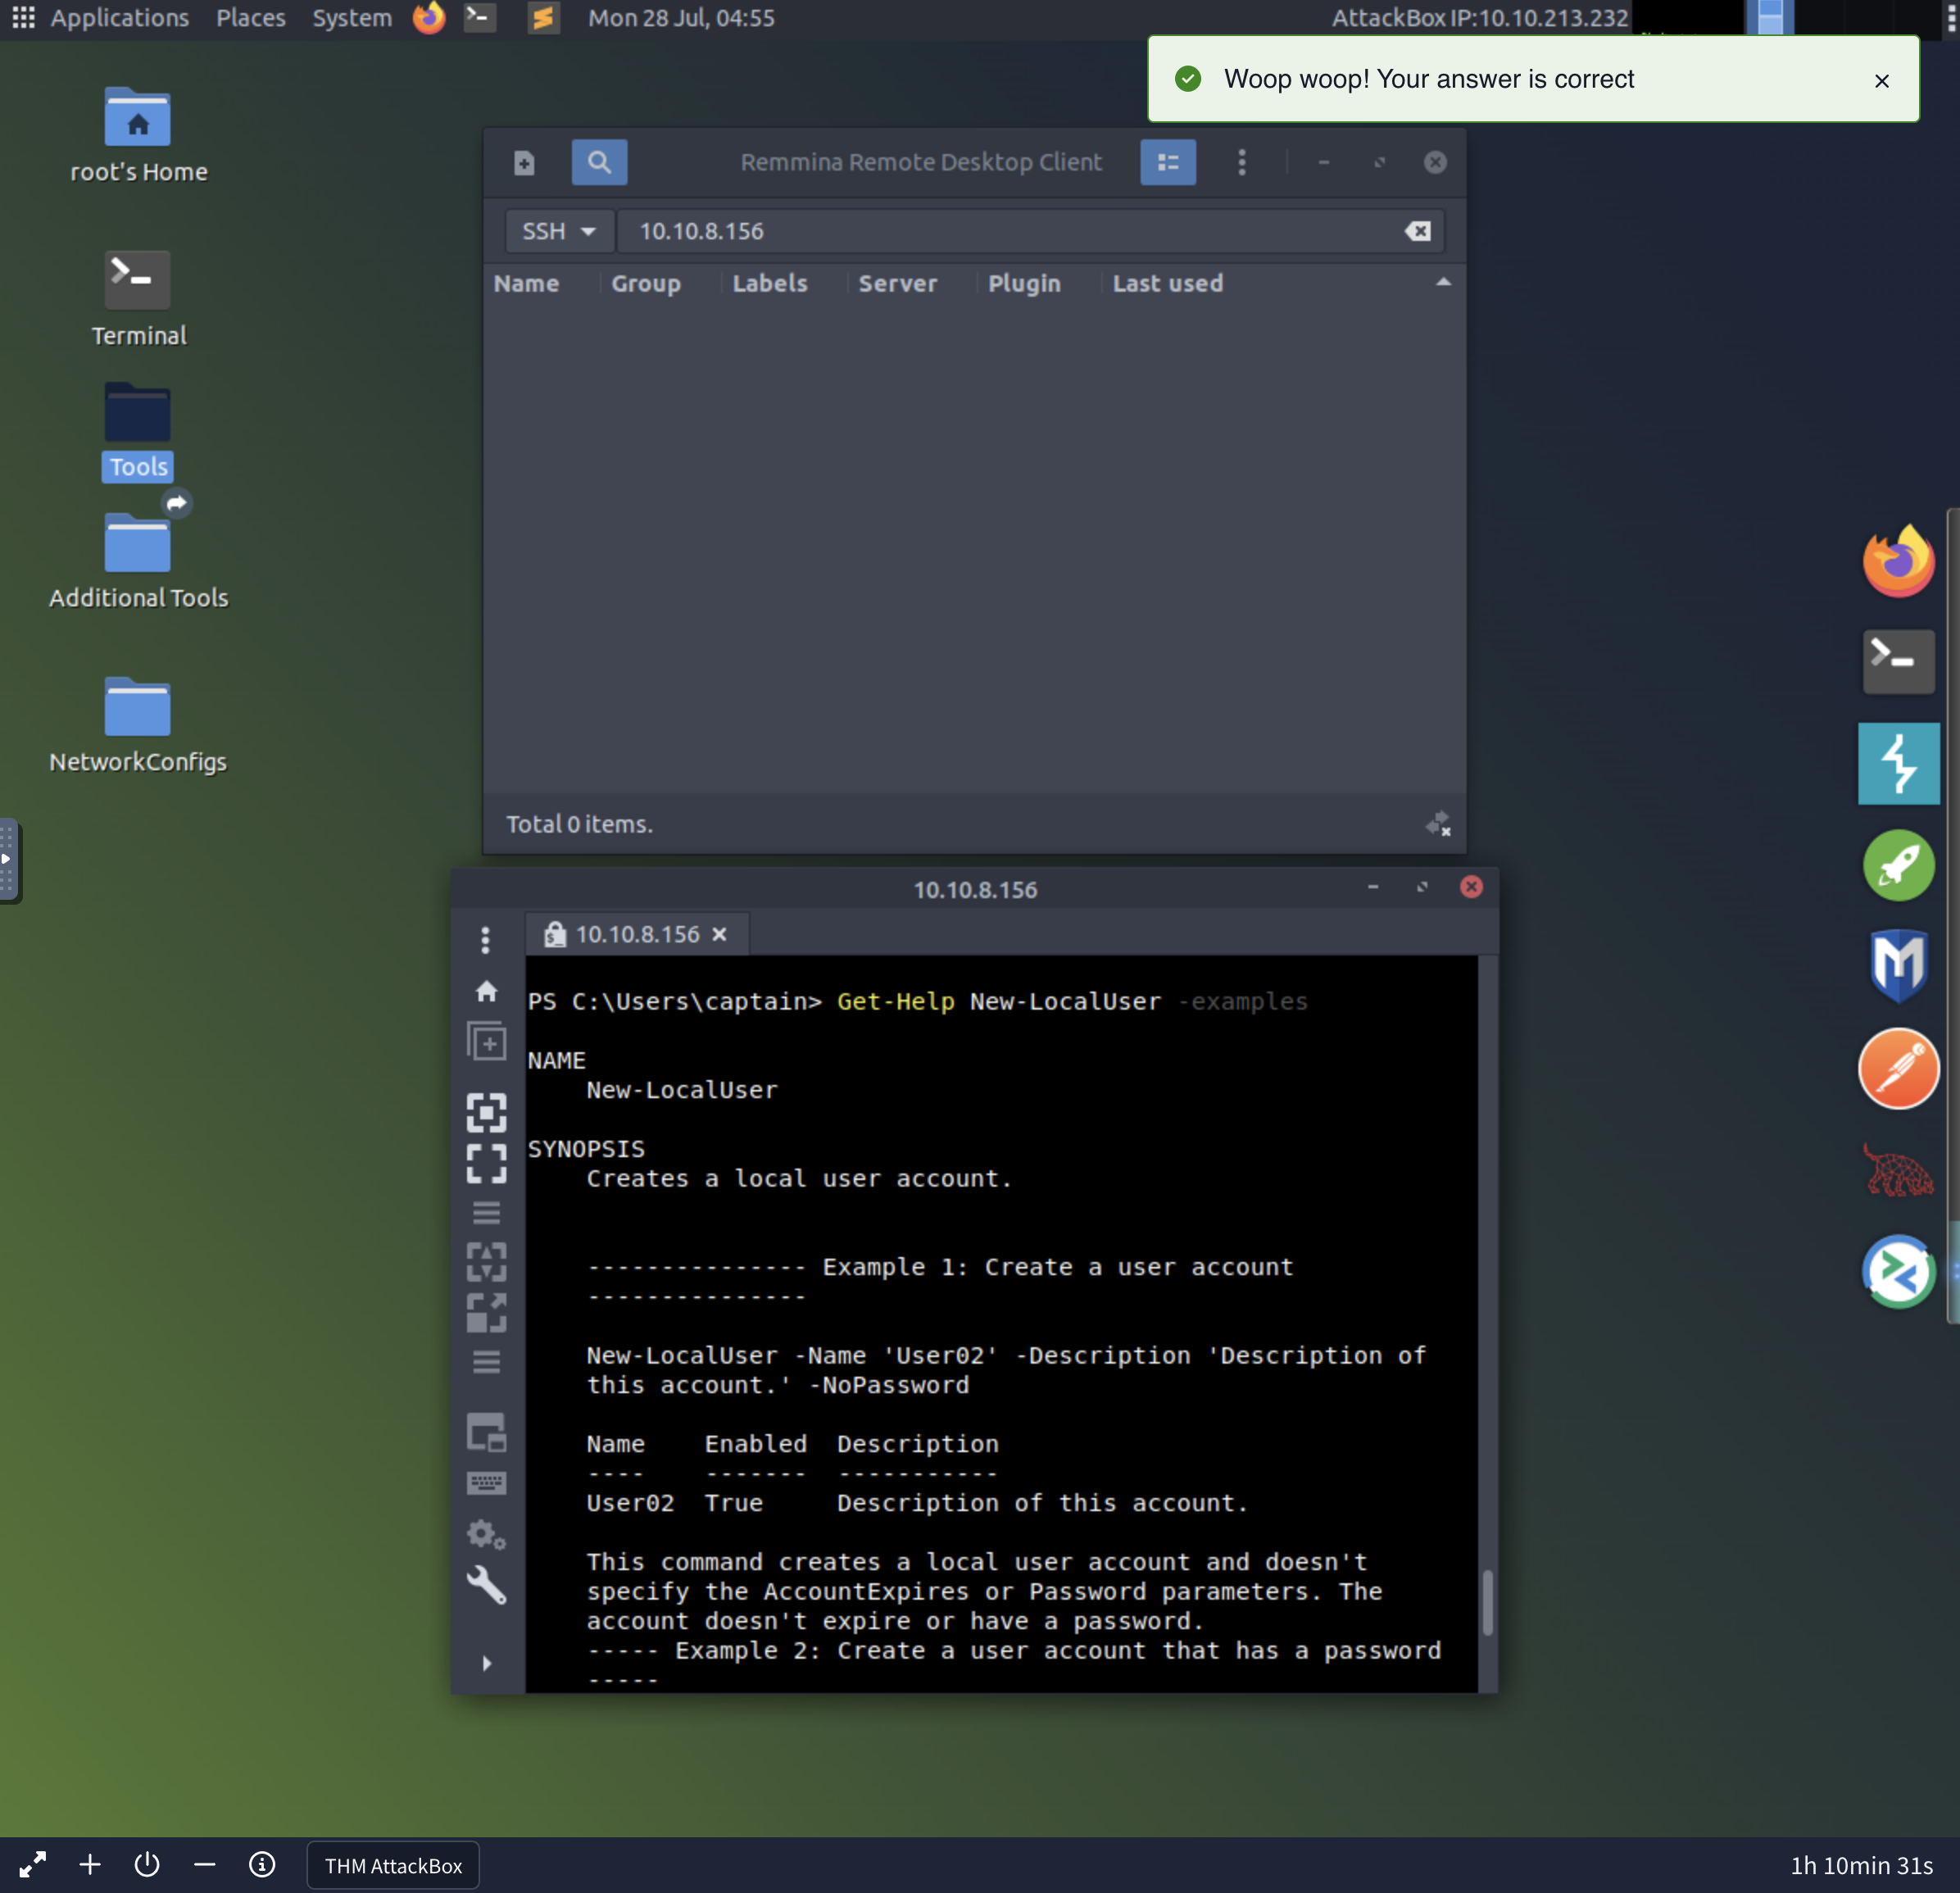 Applications Places System Mon 28 Jul, 04:55 AttackBox IP:10.10.213.232
Woop woop! Your answer is correct
root's Home
Terminal
Tools
Additional Tools
NetworkConfigs
Remmina Remote Desktop Client
SSH 10.10.8.156
Name Group Labels Server Plugin Last used
Total 0 items.
10.10.8.156
10.10.8.156
PS C:\Users\captain> Get-Help New-LocalUser -examples
NAME
New-LocalUser
SYNOPSIS
Creates a local user account.
--------------- Example 1: Create a user account
---------------
New-LocalUser -Name 'User02' -Description 'Description of
this account.' -NoPassword
Name Enabled Description
---- ------- -----------
User02 True Description of this account.
This command creates a local user account and doesn't
specify the AccountExpires or Password parameters. The
account doesn't expire or have a password.
----- Example 2: Create a user account that has a password
-----
THM AttackBox
1h 10min 31s